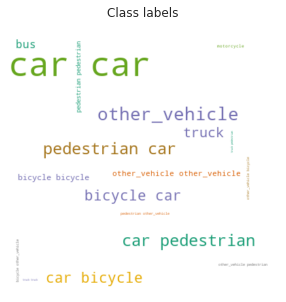 Class labels
bus
pedestrian pedestrian
motorcycle
car car
other_vehicle
truck
pedestrian car
other_vehicle other_vehicle
bicycle bicycle
bicycle car
pedestrian other_vehicle
car pedestrian
other_vehicle pedestrian
car bicycle